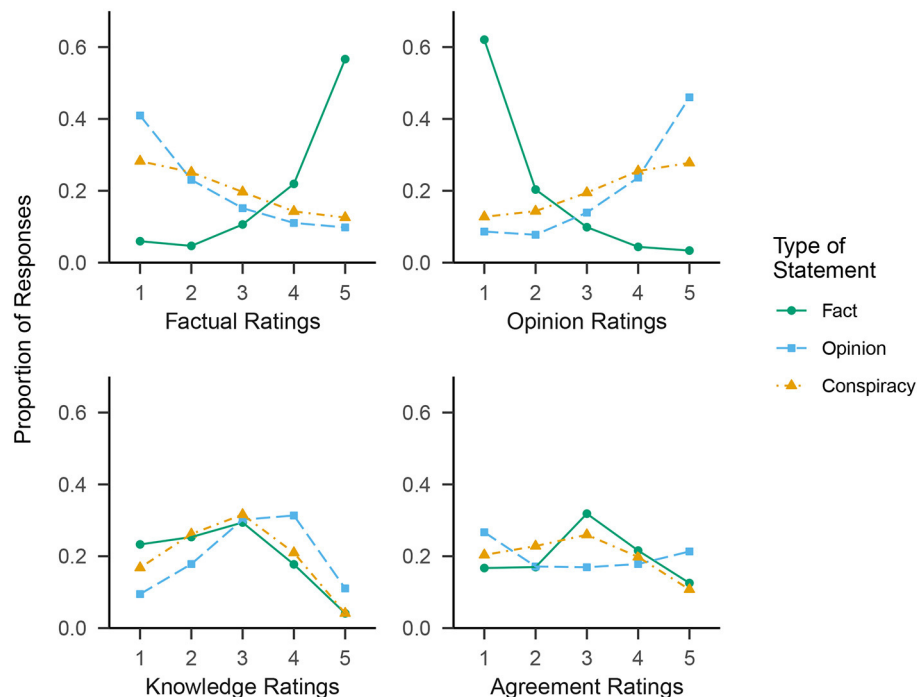 Proportion of Responses
0.6
0.4
0.2
0.0
1 2 3 4 5
Factual Ratings
0.6
0.4
0.2
0.0
1 2 3 4 5
Opinion Ratings
0.6
0.4
0.2
0.0
1 2 3 4 5
Knowledge Ratings
0.6
0.4
0.2
0.0
1 2 3 4 5
Agreement Ratings
Type of
Statement
Fact
Opinion
Conspiracy